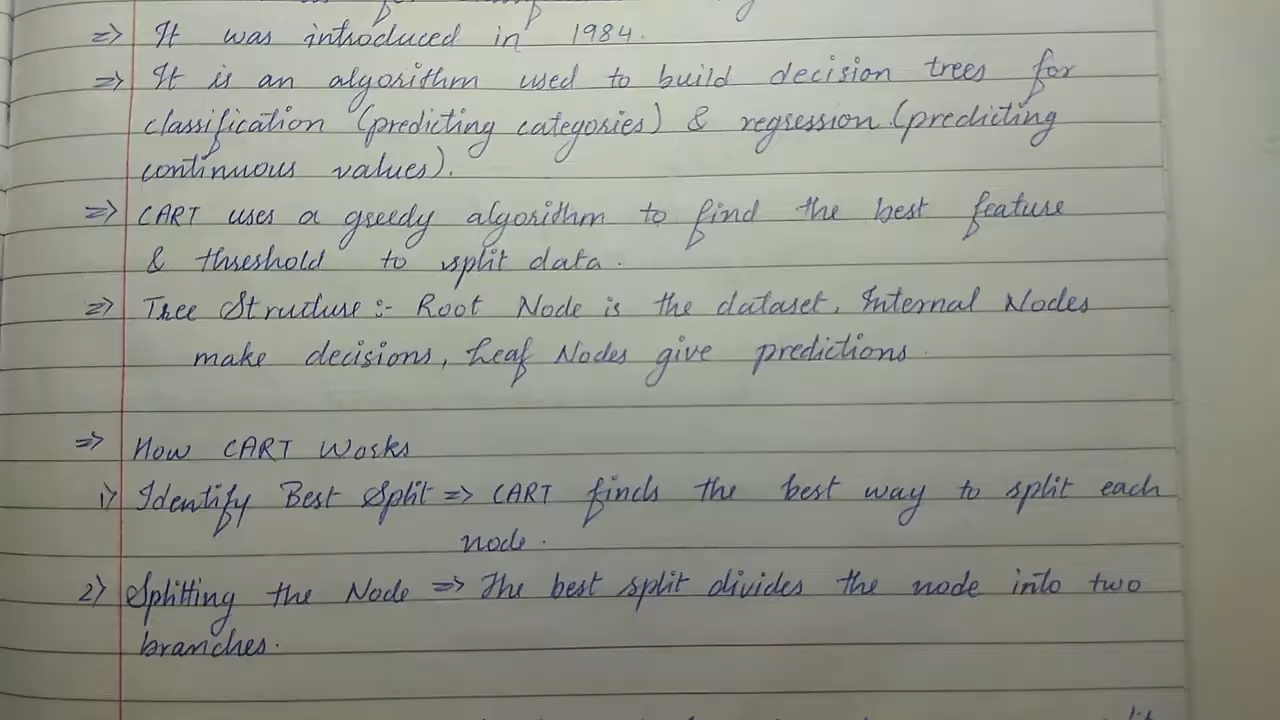 => It was introduced in 1984.
=> It is an algorithm used to build decision trees for
classification (predicting categories) & regression (predicting
continuous values).
=> CART uses a greedy algorithm to find the best feature
& threshold to split data.
=> Tree Structure :- Root Node is the dataset, Internal Nodes
make decisions, Leaf Nodes give predictions.
=> How CART Works
1) Identify Best Split => CART finds the best way to split each
node.
2) Splitting the Node => The best split divides the node into two
branches.